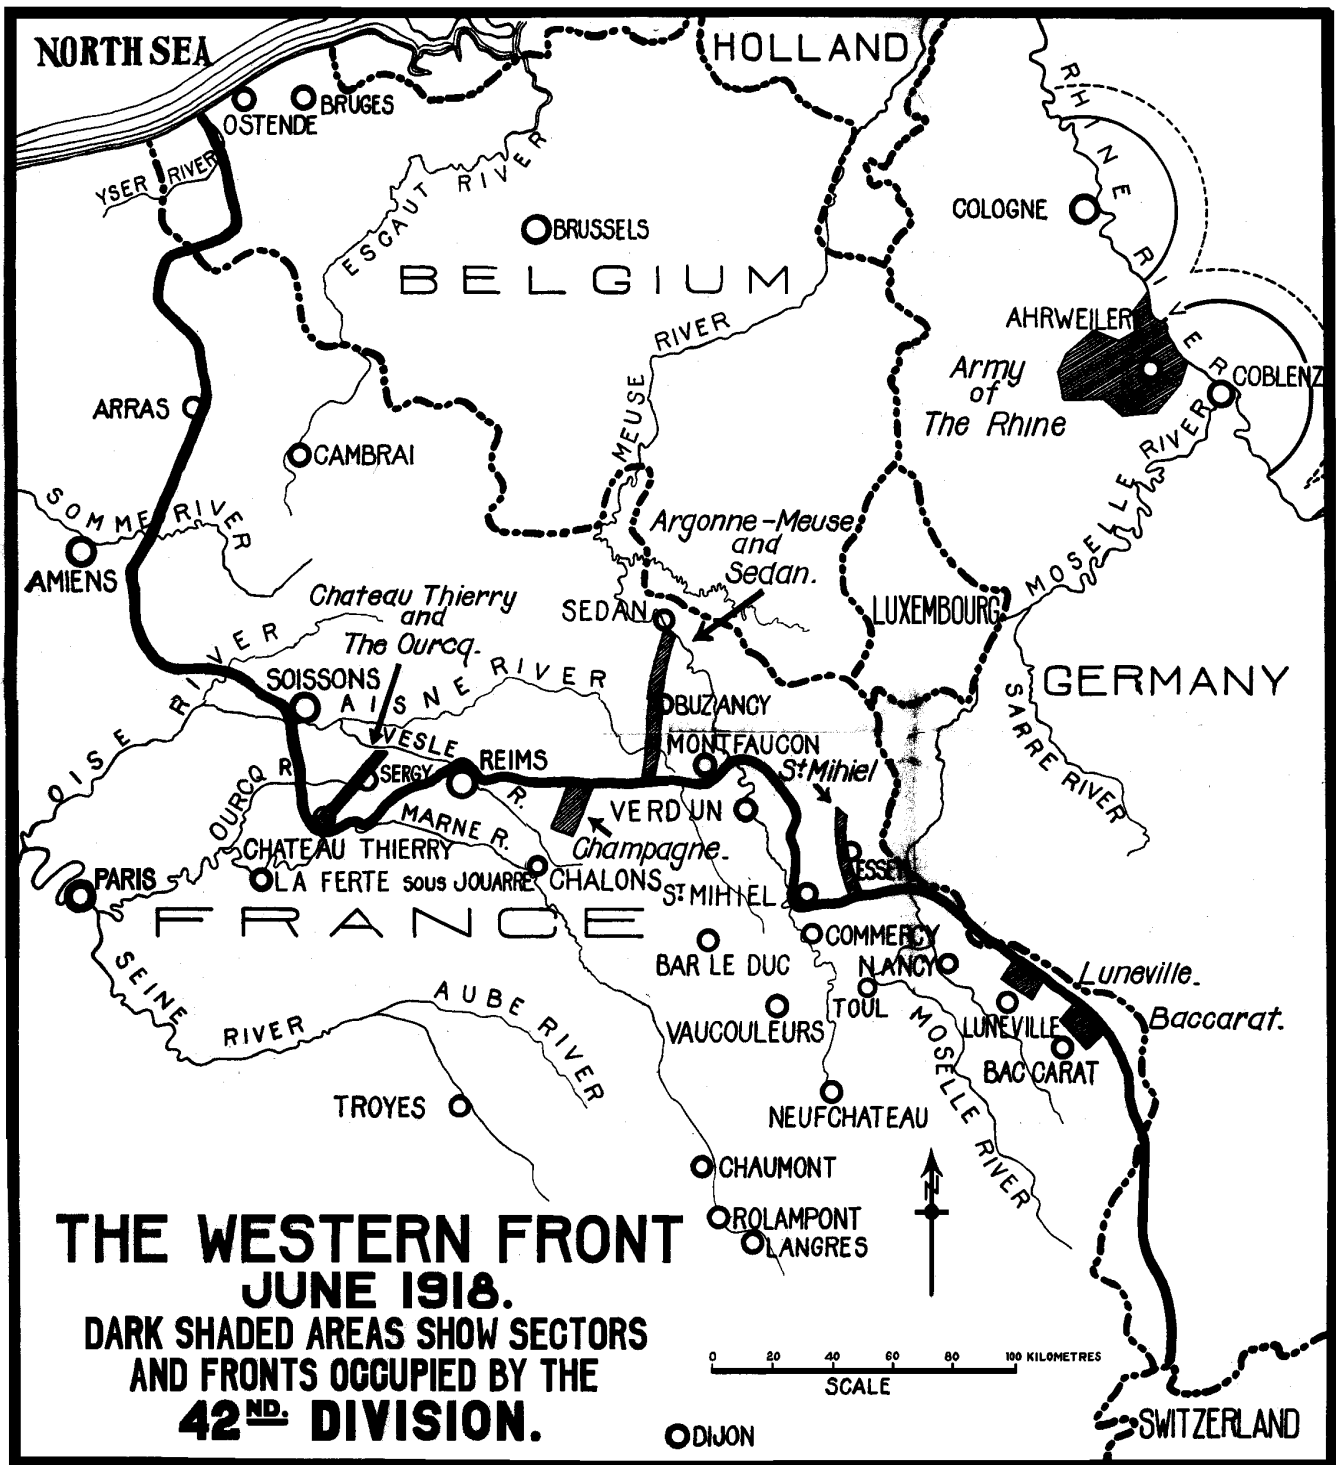 NORTH SEA
HOLLAND
OSTENDE
BRUGES
YSER RIVER
ESCAUT RIVER
BRUSSELS
BELGIUM
RHINE RIVER
COLOGNE
AHRWEILER
COBLENZ
Army
of
The Rhine
MEUSE RIVER
ARRAS
CAMBRAI
SOMME RIVER
AMIENS
MOSELLE RIVER
Argonne-Meuse
and
Sedan.
Chateau Thierry
and
The Ourcq.
SEDAN
LUXEMBOURG
GERMANY
SARRE RIVER
OISE RIVER
SOISSONS
AISNE RIVER
BUZANCY
MONTFAUCON
VESLE R.
REIMS
SERGY
St Mihiel
OURCQ R
VERDUN
MARNE R.
Champagne.
CHATEAU THIERRY
ESSEY
PARIS
LA FERTE SOUS JOUARRE
CHALONS
ST. MIHIEL
FRANCE
COMMERCY
BAR LE DUC
NANCY
Luneville.
SEINE RIVER
AUBE RIVER
TOUL
VAUCOULEURS
LUNEVILLE
Baccarat.
BACCARAT
MOSELLE RIVER
TROYES
NEUFCHATEAU
CHAUMONT
N
ROLAMPONT
LANGRES
THE WESTERN FRONT
JUNE 1918.
DARK SHADED AREAS SHOW SECTORS
AND FRONTS OCCUPIED BY THE
42ND. DIVISION.
0 20 40 60 80 100 KILOMETRES
SCALE
DIJON
SWITZERLAND